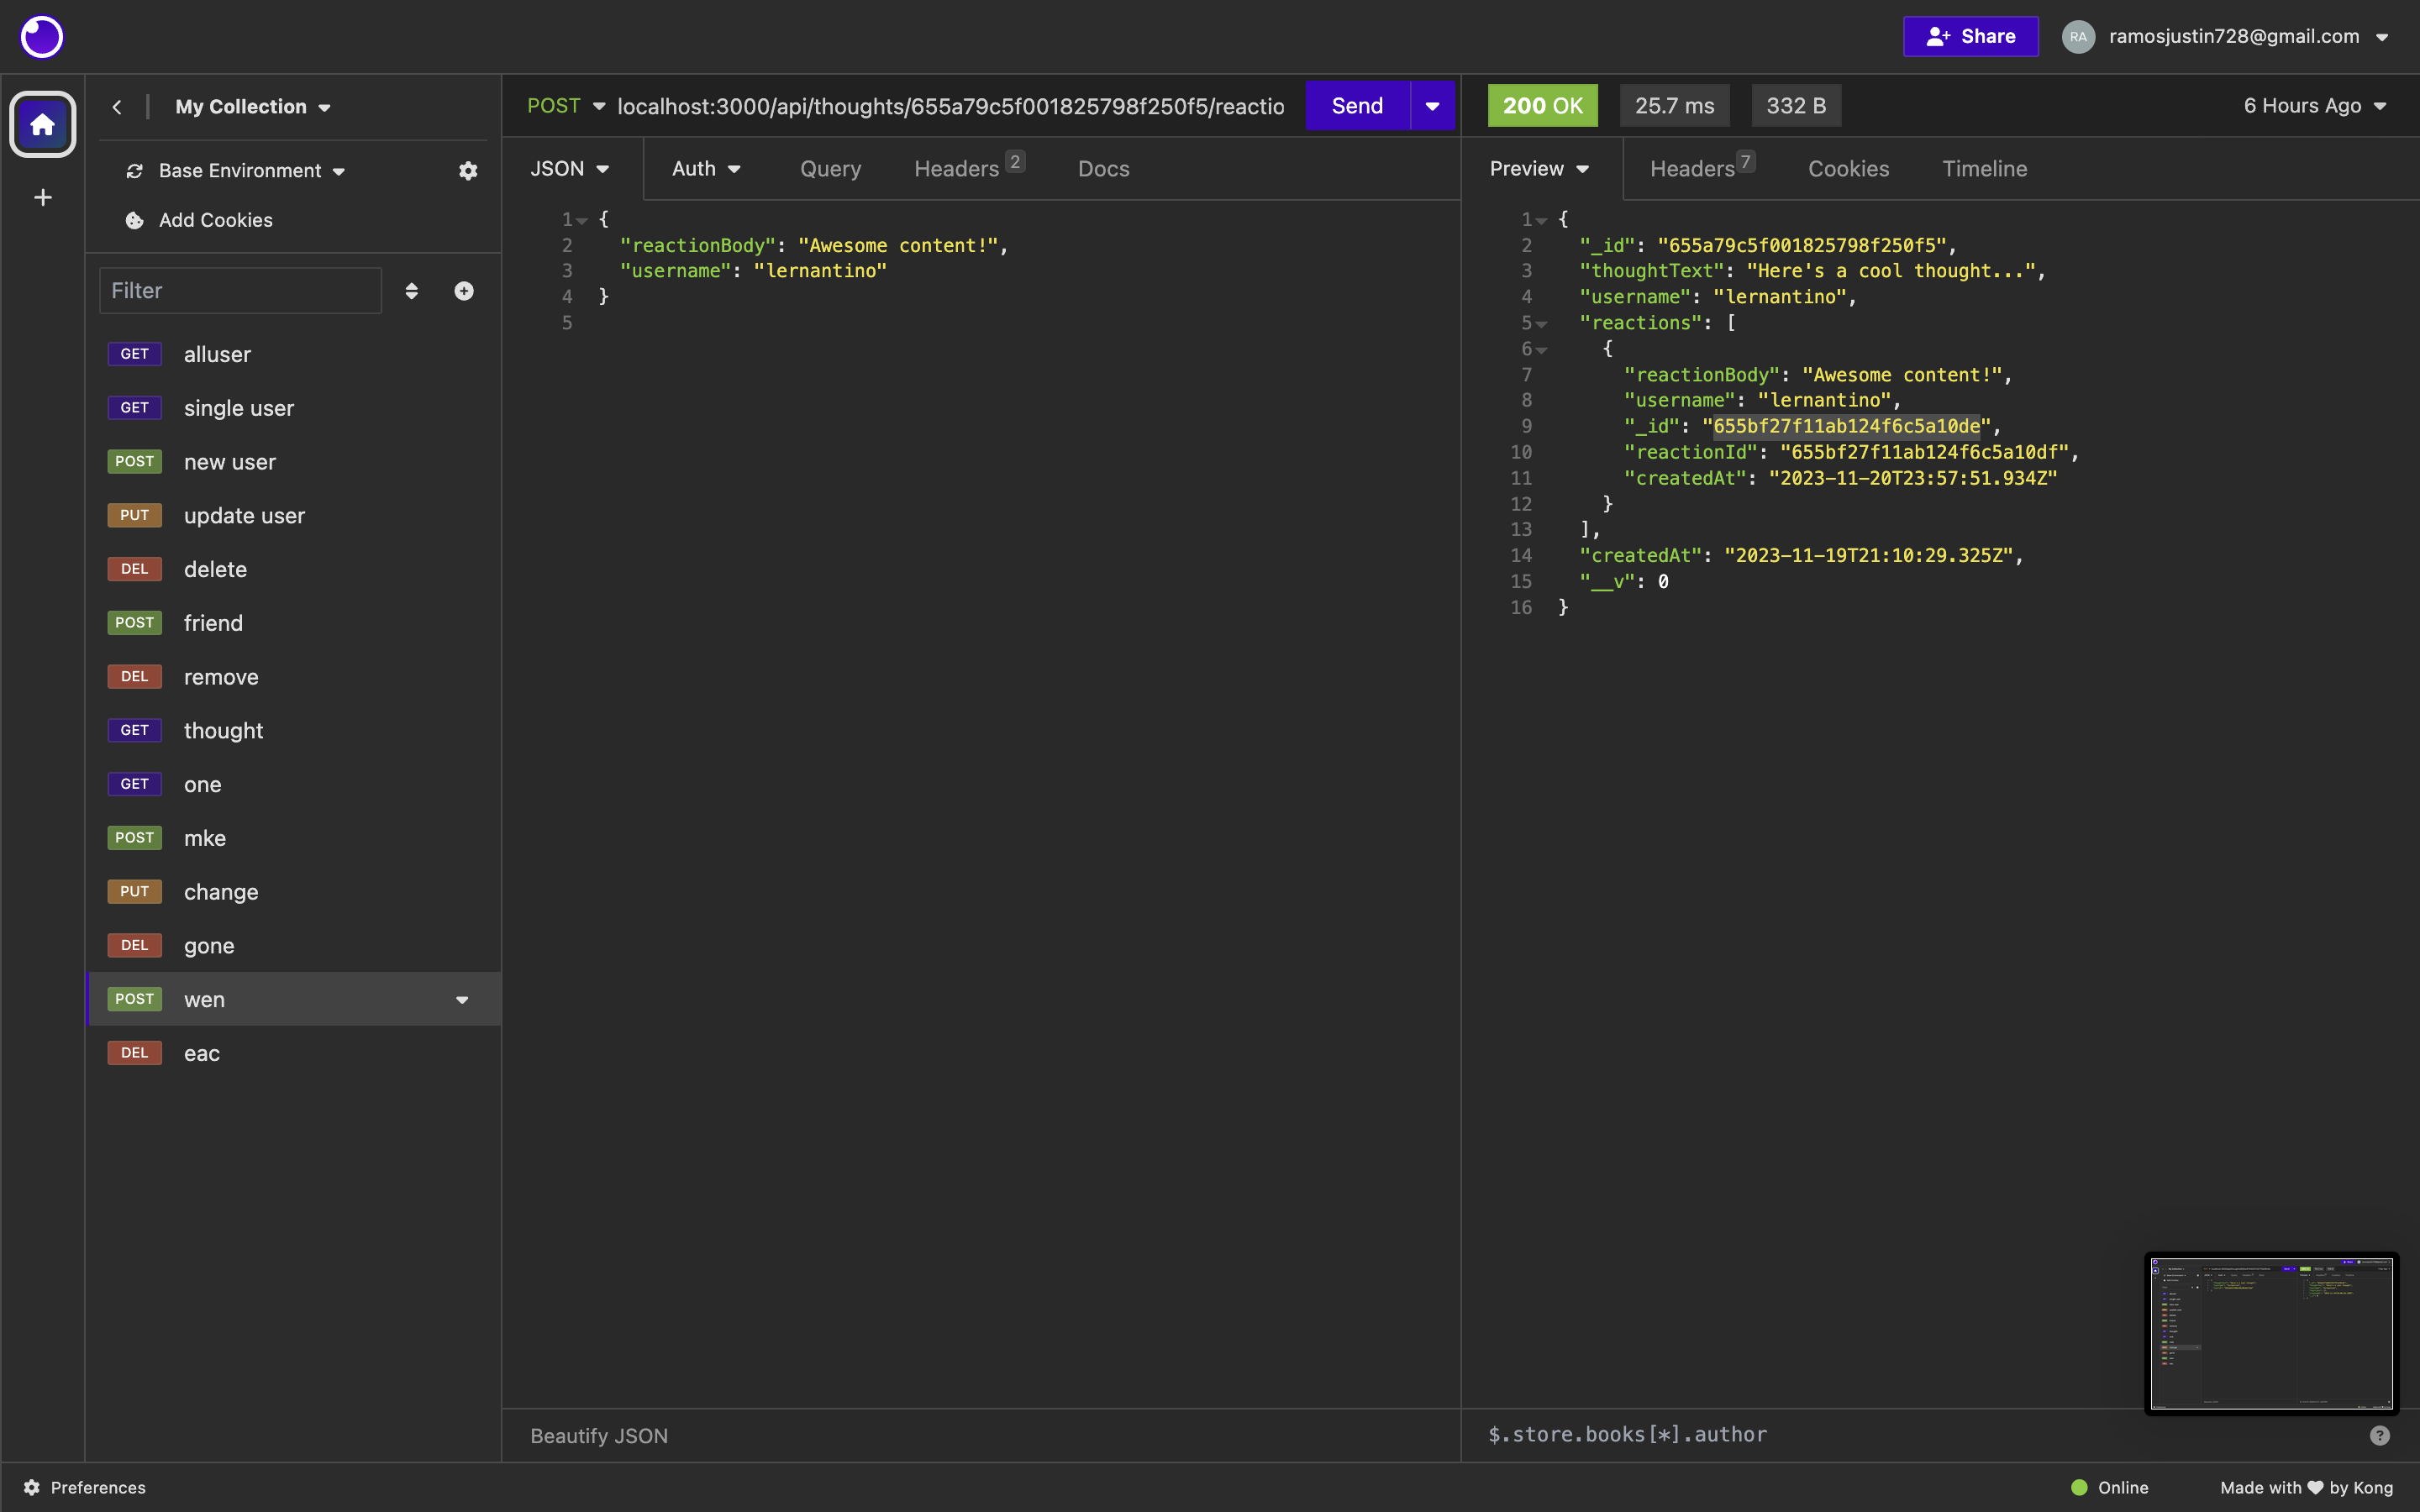 Share
RA
ramosjustin728@gmail.com
My Collection
Base Environment
Add Cookies
Filter
GET alluser
GET single user
POST new user
PUT update user
DEL delete
POST friend
DEL remove
GET thought
GET one
POST mke
PUT change
DEL gone
POST wen
DEL eac
POST localhost:3000/api/thoughts/655a79c5f001825798f250f5/reactio Send
JSON Auth Query Headers 2 Docs
1 {
2 "reactionBody": "Awesome content!",
3 "username": "lernantino"
4 }
5
Beautify JSON
200 OK 25.7 ms 332 B 6 Hours Ago
Preview Headers 7 Cookies Timeline
1 {
2 "_id": "655a79c5f001825798f250f5",
3 "thoughtText": "Here's a cool thought...",
4 "username": "lernantino",
5 "reactions": [
6 {
7 "reactionBody": "Awesome content!",
8 "username": "lernantino",
9 "_id": "655bf27f11ab124f6c5a10de",
10 "reactionId": "655bf27f11ab124f6c5a10df",
11 "createdAt": "2023-11-20T23:57:51.934Z"
12 }
13 ],
14 "createdAt": "2023-11-19T21:10:29.325Z",
15 "__v": 0
16 }
$.store.books[*].author
Preferences
Online
Made with ♥ by Kong